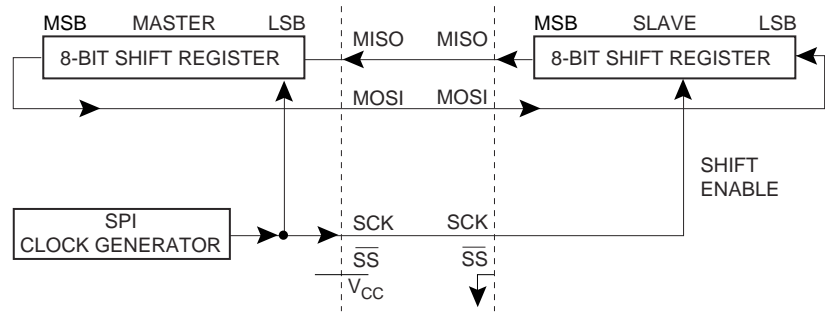 MSB MASTER LSB
MISO MISO
MSB SLAVE LSB
8-BIT SHIFT REGISTER
8-BIT SHIFT REGISTER
MOSI MOSI
SHIFT
ENABLE
SPI
CLOCK GENERATOR
SCK SCK
SS SS
VCC